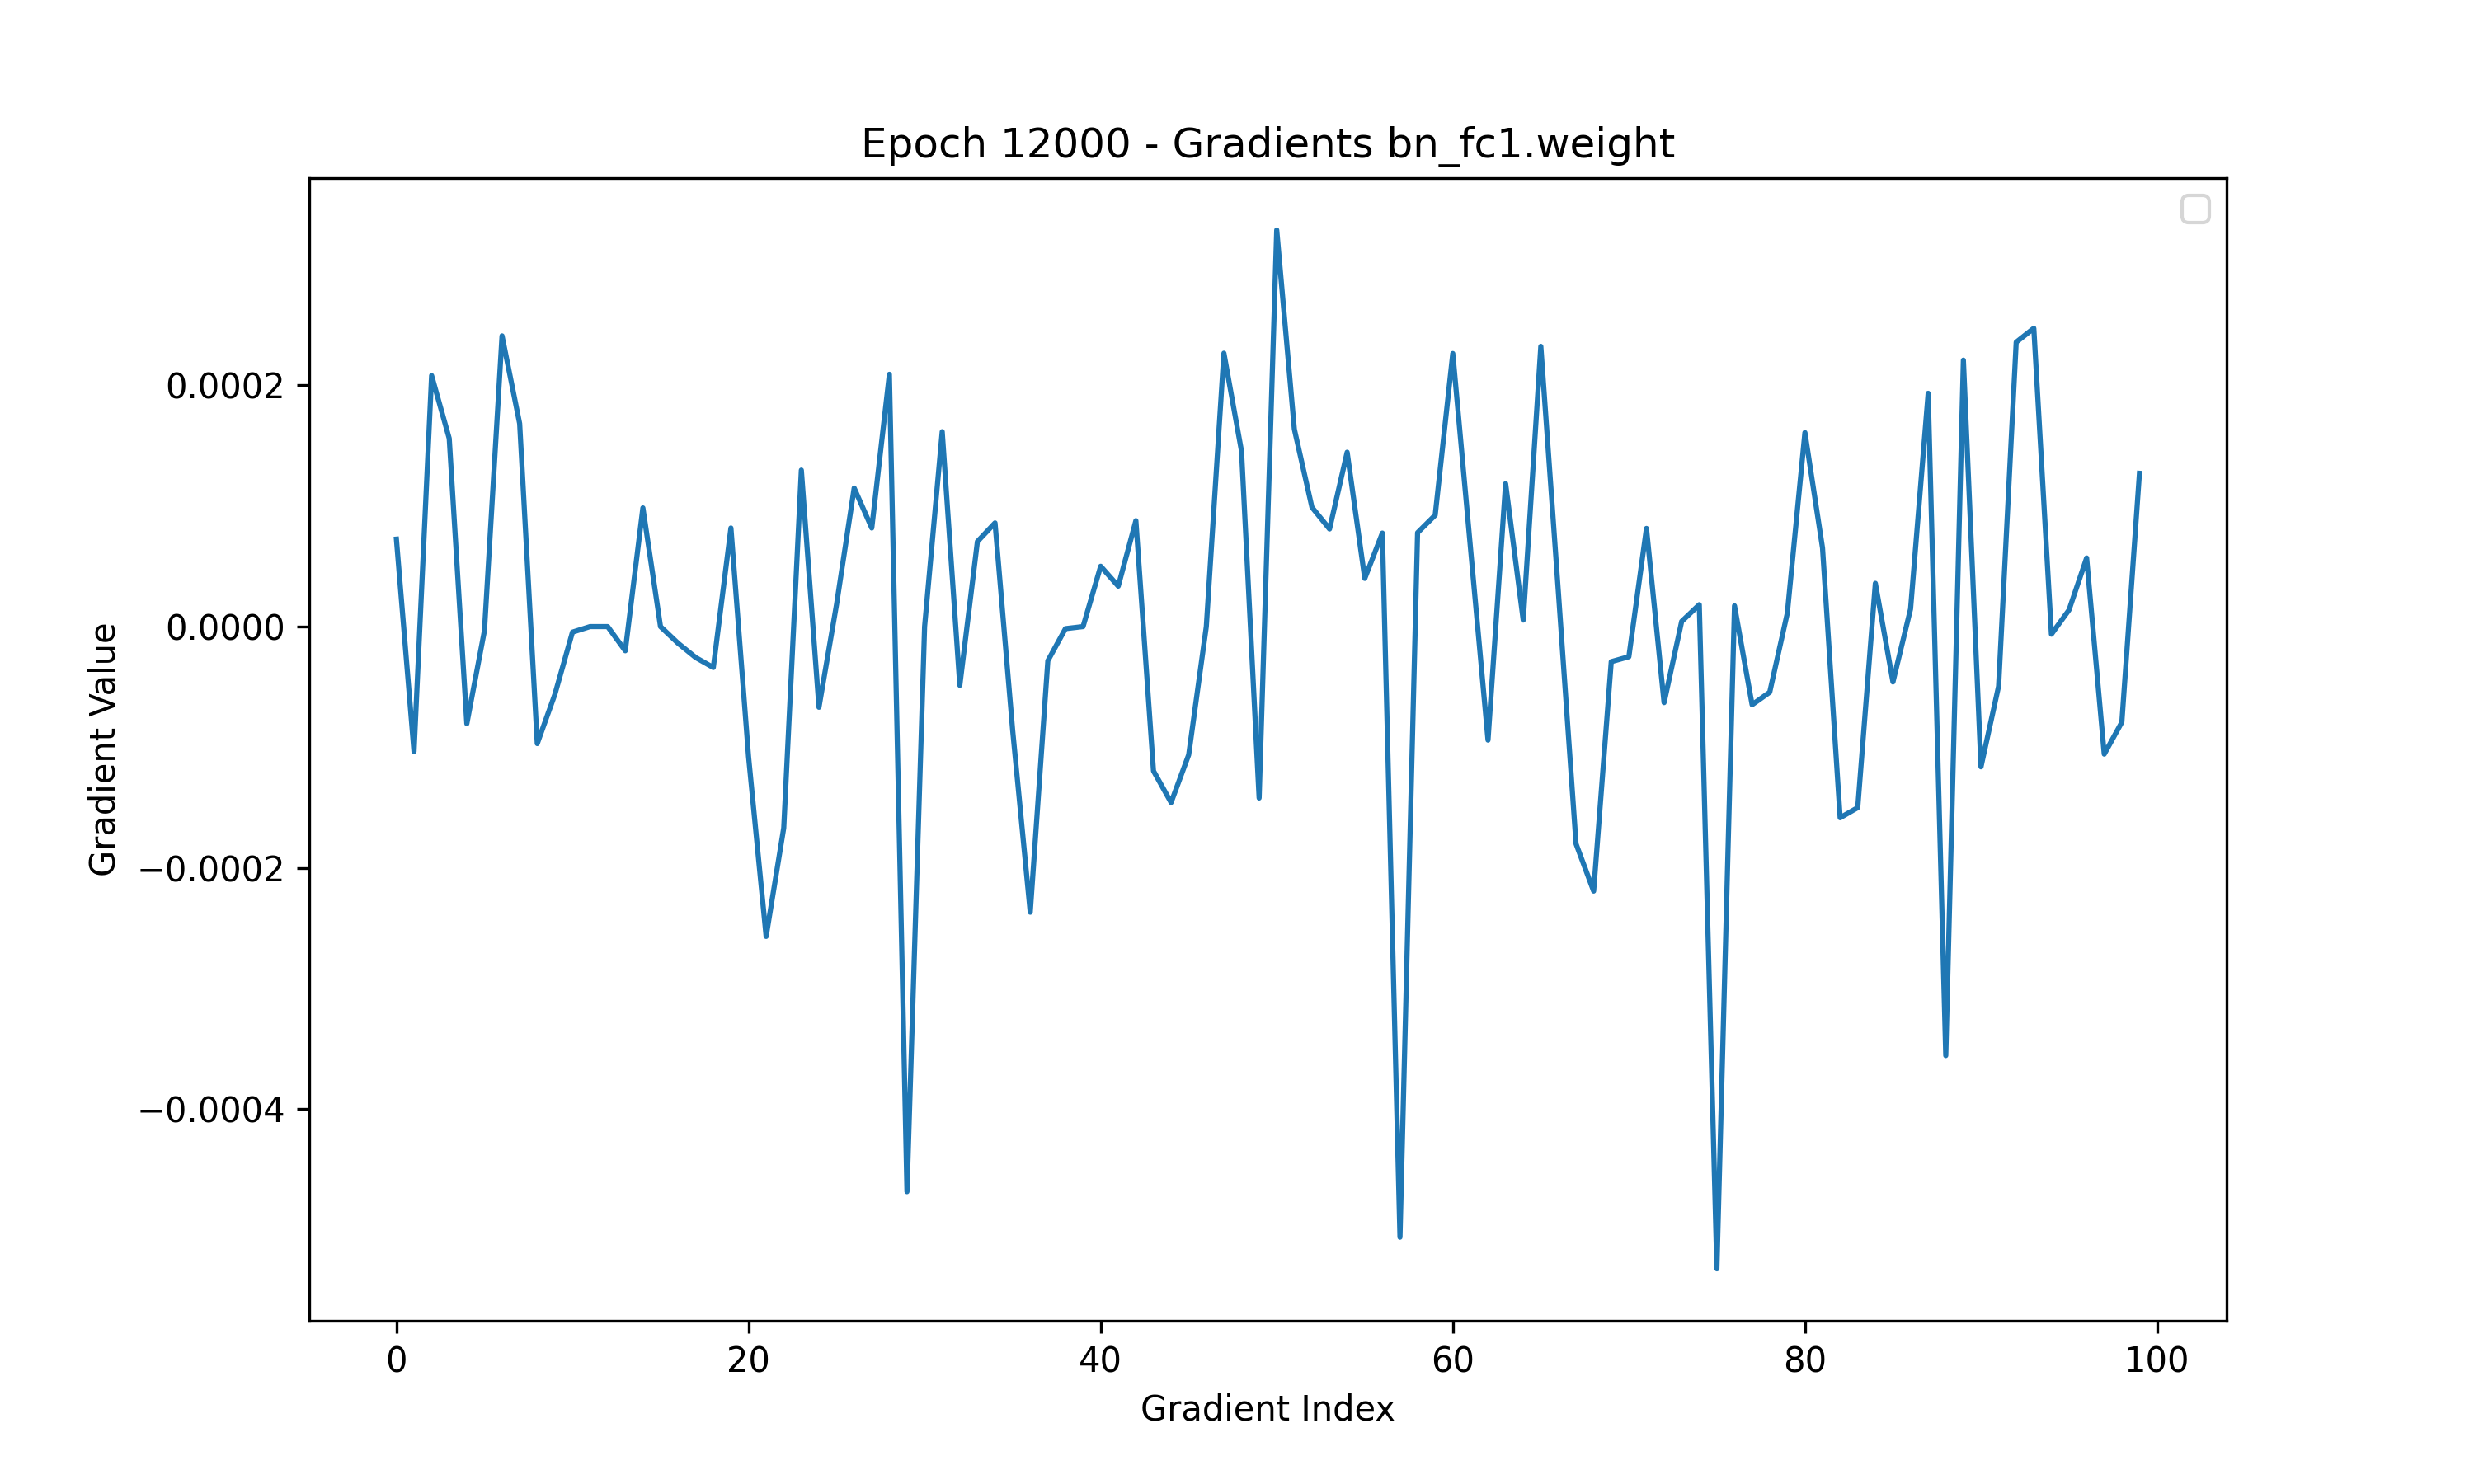 Epoch 12000 - Gradients bn_fc1.weight
0.0002
0.0000
−0.0002
−0.0004
Gradient Value
0 20 40 60 80 100
Gradient Index